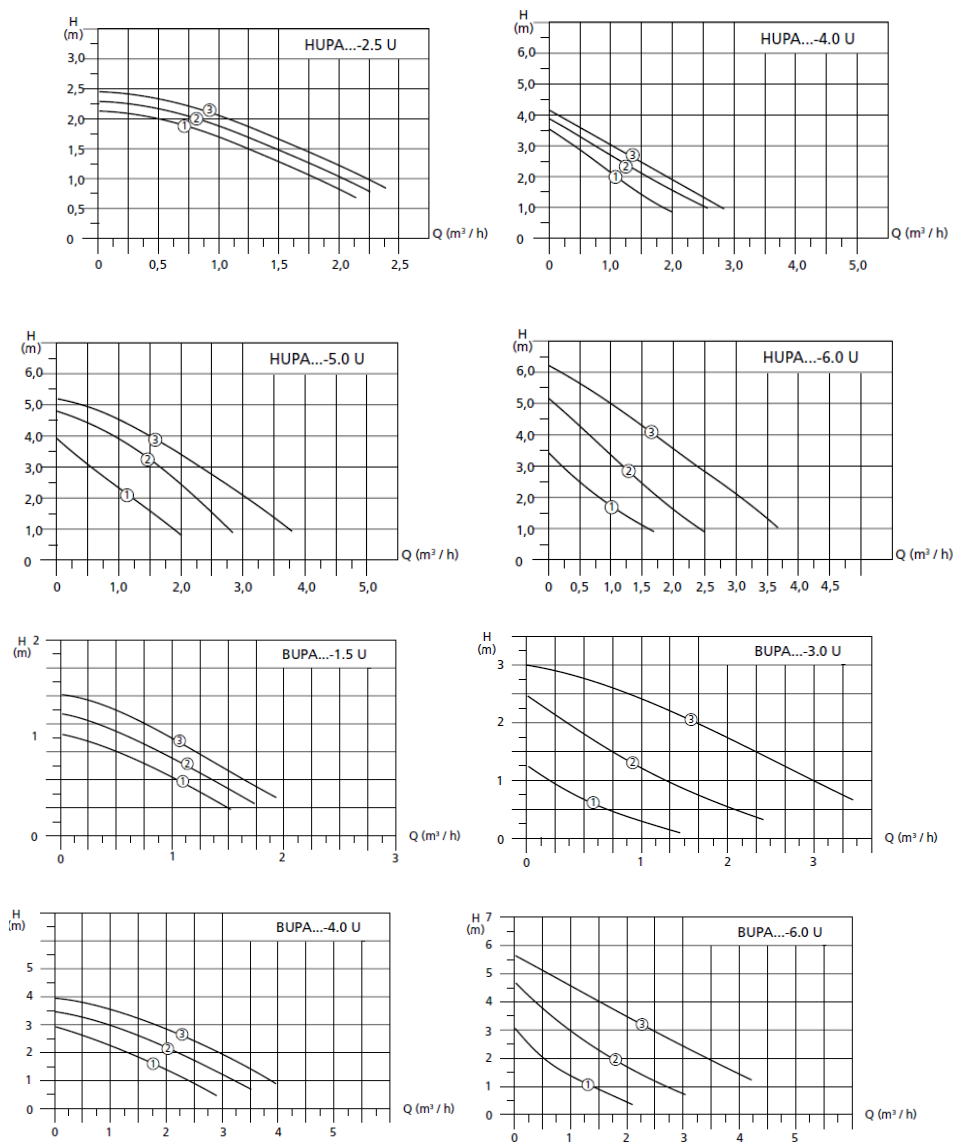 H
(m)
HUPA...-2.5 U
3,0
2,5
2,0
1,5
1,0
0,5
0
3
2
1
Q (m³ / h)
0 0,5 1,0 1,5 2,0 2,5
H
(m)
HUPA...-4.0 U
6,0
5,0
4,0
3,0
2,0
1,0
0
3
2
1
Q (m³ / h)
0 1,0 2,0 3,0 4,0 5,0
H
(m)
HUPA...-5.0 U
6,0
5,0
4,0
3,0
2,0
1,0
0
3
2
1
Q (m³ / h)
0 1,0 2,0 3,0 4,0 5,0
H
(m)
HUPA...-6.0 U
6,0
5,0
4,0
3,0
2,0
1,0
0
3
2
1
Q (m³ / h)
0 0,5 1,0 1,5 2,0 2,5 3,0 3,5 4,0 4,5
H 2
(m)
BUPA...-1.5 U
1
0
3
2
1
Q (m³ / h)
0 1 2 3
H
(m)
BUPA...-3.0 U
3
2
1
0
3
2
1
Q (m³ / h)
0 1 2 3
H
(m)
BUPA...-4.0 U
5
4
3
2
1
0
3
2
1
Q (m³ / h)
0 1 2 3 4 5
H 7
(m)
BUPA...-6.0 U
6
5
4
3
2
1
0
3
2
1
Q (m³ / h)
0 1 2 3 4 5